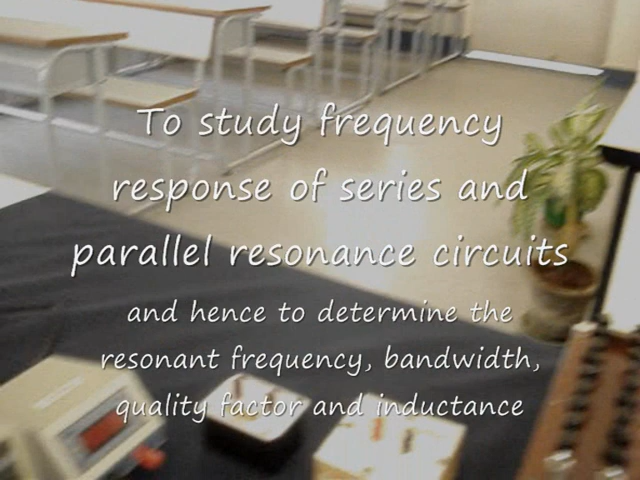 To study frequency
response of series and
parallel resonance circuits
and hence to determine the
resonant frequency, bandwidth,
quality factor and inductance